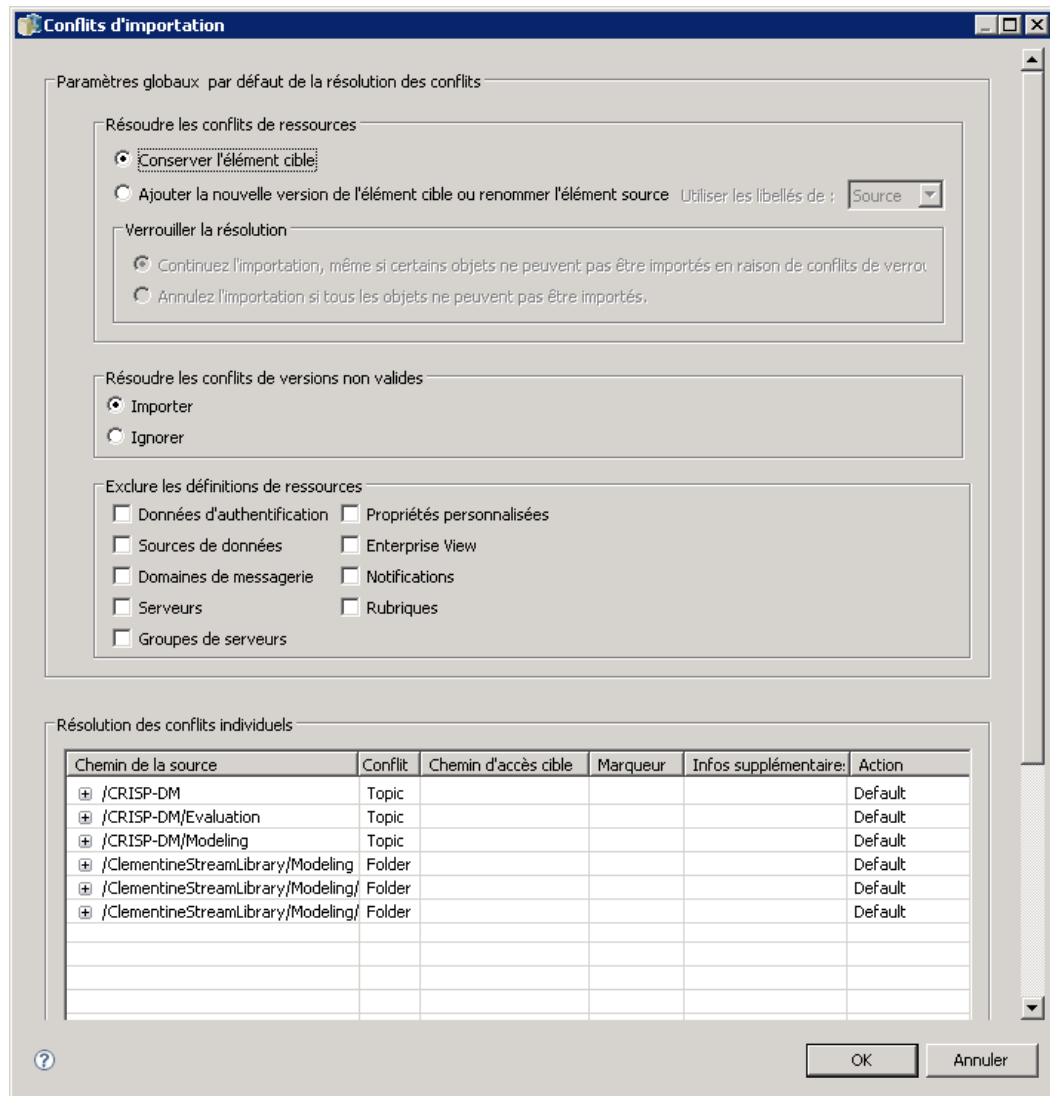 Conflits d'importation
Paramètres globaux par défaut de la résolution des conflits
Résoudre les conflits de ressources
Conserver l'élément cible
Ajouter la nouvelle version de l'élément cible ou renommer l'élément source Utiliser les libellés de : Source
Verrouiller la résolution
Continuez l'importation, même si certains objets ne peuvent pas être importés en raison de conflits de verrou
Annulez l'importation si tous les objets ne peuvent pas être importés.
Résoudre les conflits de versions non valides
Importer
Ignorer
Exclure les définitions de ressources
Données d'authentification Propriétés personnalisées
Sources de données Enterprise View
Domaines de messagerie Notifications
Serveurs Rubriques
Groupes de serveurs
Résolution des conflits individuels
Chemin de la source Conflit Chemin d'accès cible Marqueur Infos supplémentaire: Action
/CRISP-DM Topic Default
/CRISP-DM/Evaluation Topic Default
/CRISP-DM/Modeling Topic Default
/ClementineStreamLibrary/Modeling Folder Default
/ClementineStreamLibrary/Modeling/ Folder Default
/ClementineStreamLibrary/Modeling/ Folder Default
? OK Annuler